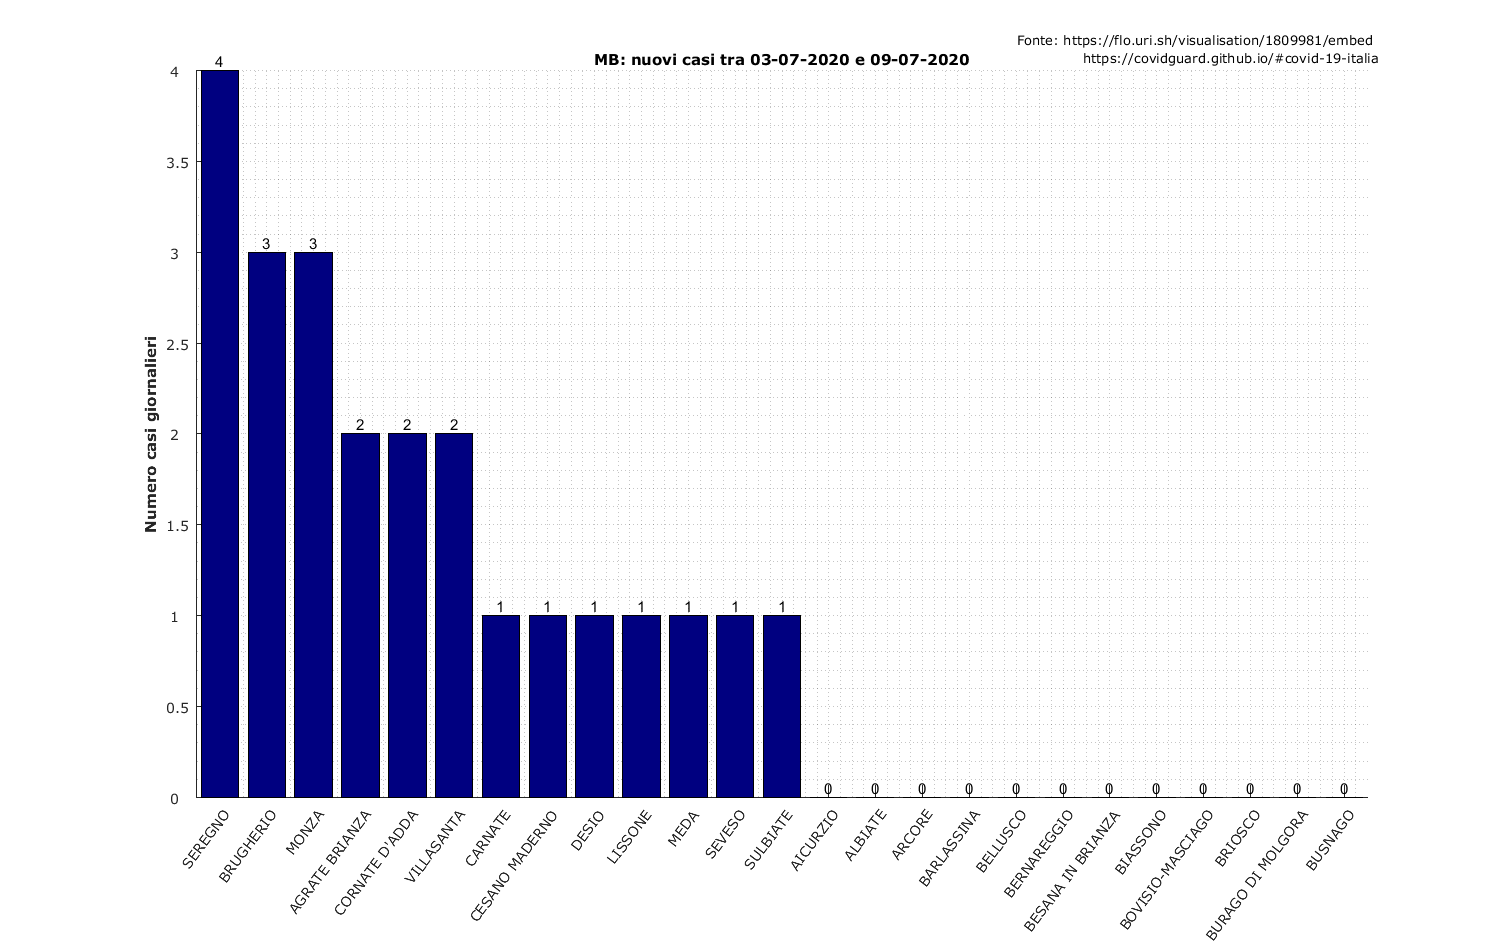 Fonte: https://flo.uri.sh/visualisation/1809981/embed
https://covidguard.github.io/#covid-19-italia
MB: nuovi casi tra 03-07-2020 e 09-07-2020
Numero casi giornalieri
4
3.5
3
2.5
2
1.5
1
0.5
0
4
3
3
2
2
2
1
1
1
1
1
1
1
0
0
0
0
0
0
0
0
0
0
0
0
SEREGNO
BRUGHERIO
MONZA
AGRATE BRIANZA
CORNATE D'ADDA
VILLASANTA
CARNATE
CESANO MADERNO
DESIO
LISSONE
MEDA
SEVESO
SULBIATE
AICURZIO
ALBIATE
ARCORE
BARLASSINA
BELLUSCO
BERNAREGGIO
BESANA IN BRIANZA
BIASSONO
BOVISIO-MASCIAGO
BRIOSCO
BURAGO DI MOLGORA
BUSNAGO